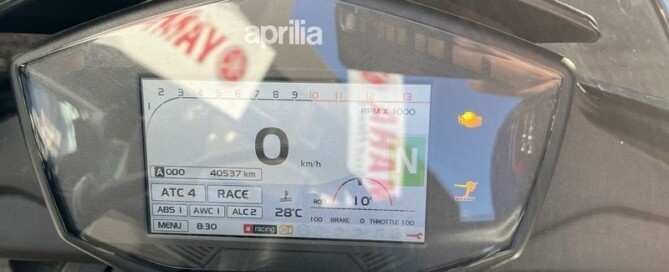 aprilia
2 3 4 5 6 7 8 9 10 11 12 13
1
RPM X 1000
0
km/h
N
A ODO 40537 km
ATC 4 RACE
ABS 1 AWC 1 ALC 2 28°C
10°
100 BRAKE 0 THROTTLE 100
MENU 8:30
a racing